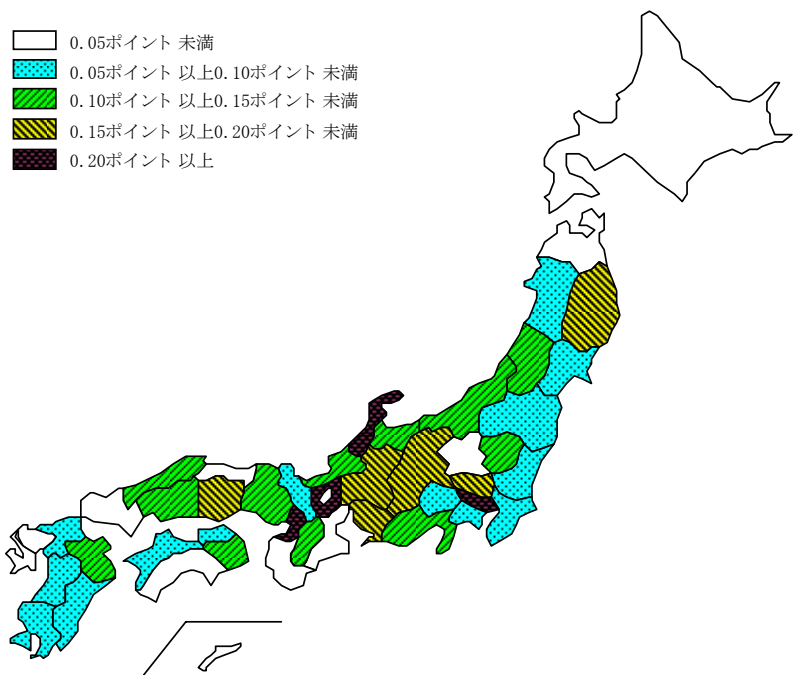 0.05ポイント 未満
0.05ポイント 以上0.10ポイント 未満
0.10ポイント 以上0.15ポイント 未満
0.15ポイント 以上0.20ポイント 未満
0.20ポイント 以上